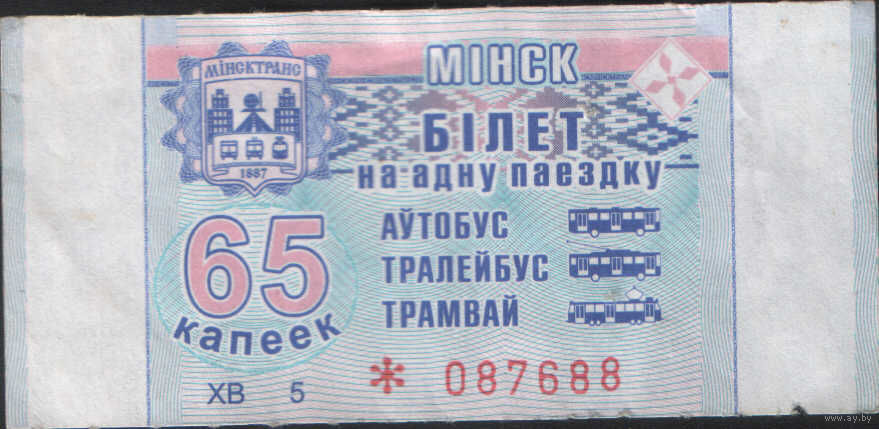 МІНСКТРАНС
1887
МІНСК
БІЛЕТ
на адну паездку
АЎТОБУС
ТРАЛЕЙБУС
ТРАМВАЙ
65
капеек
ХВ 5
* 087688
www.ay.by